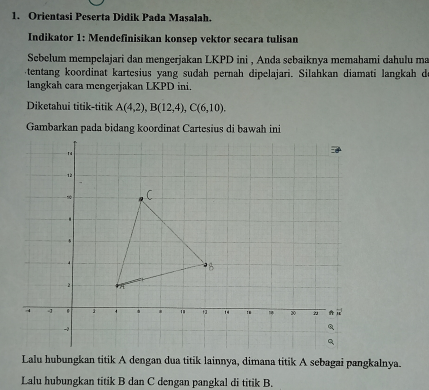 1. Orientasi Peserta Didik Pada Masalah.
Indikator 1: Mendefinisikan konsep vektor secara tulisan
Sebelum mempelajari dan mengerjakan LKPD ini , Anda sebaiknya memahami dahulu ma
tentang koordinat kartesius yang sudah pernah dipelajari. Silahkan diamati langkah d
langkah cara mengerjakan LKPD ini.
Diketahui titik-titik A(4,2), B(12,4), C(6,10).
Gambarkan pada bidang koordinat Cartesius di bawah ini
14
12
10
C
8
6
4
B
2
A
-4 -2 0 2 4 6 8 10 12 14 16 18 20 22 24
-2
Lalu hubungkan titik A dengan dua titik lainnya, dimana titik A sebagai pangkalnya.
Lalu hubungkan titik B dan C dengan pangkal di titik B.